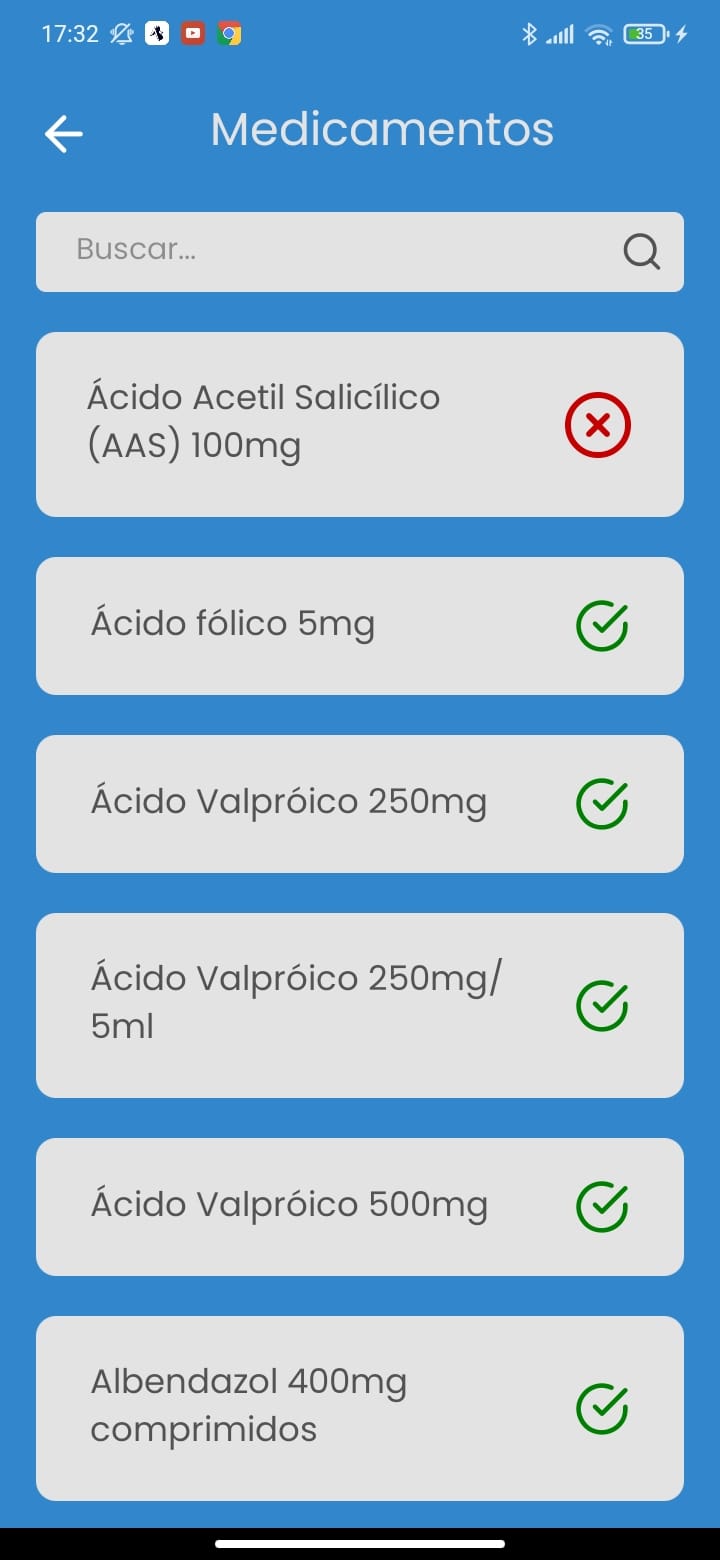 17:32
35
Medicamentos
Buscar...
Ácido Acetil Salicílico
(AAS) 100mg
Ácido fólico 5mg
Ácido Valpróico 250mg
Ácido Valpróico 250mg/
5ml
Ácido Valpróico 500mg
Albendazol 400mg
comprimidos